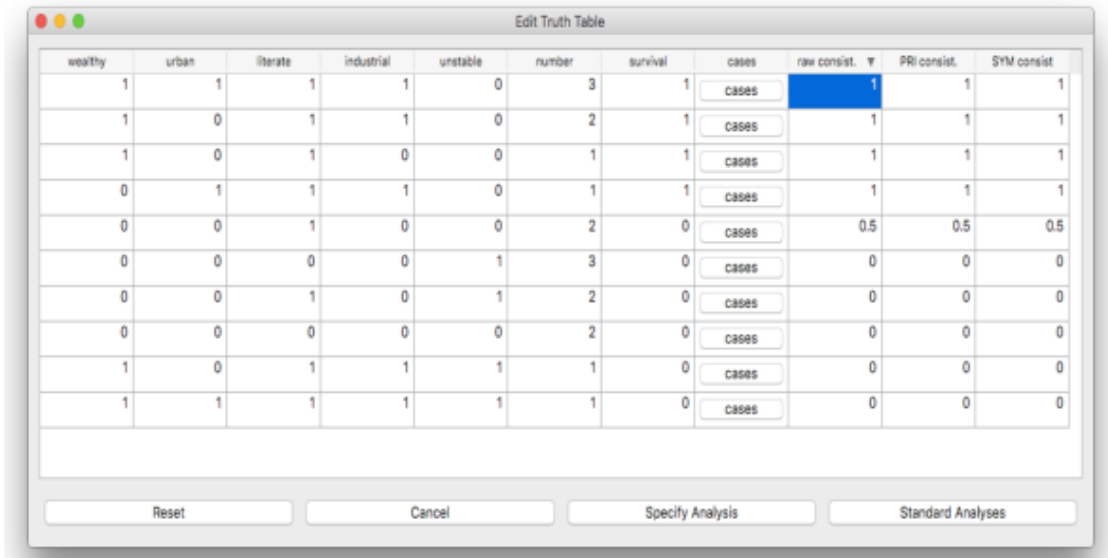 Edit Truth Table
wealthy urban literate industrial unstable number survival cases raw consist. ▼ PRI consist. SYM consist
1 1 1 1 0 3 1 cases 1 1 1
1 0 1 1 0 2 1 cases 1 1 1
1 0 1 0 0 1 1 cases 1 1 1
0 1 1 1 0 1 1 cases 1 1 1
0 0 1 0 0 2 0 cases 0.5 0.5 0.5
0 0 0 0 1 3 0 cases 0 0 0
0 0 1 0 1 2 0 cases 0 0 0
0 0 0 0 0 2 0 cases 0 0 0
1 0 1 1 1 1 0 cases 0 0 0
1 1 1 1 1 1 0 cases 0 0 0
Reset Cancel Specify Analysis Standard Analyses